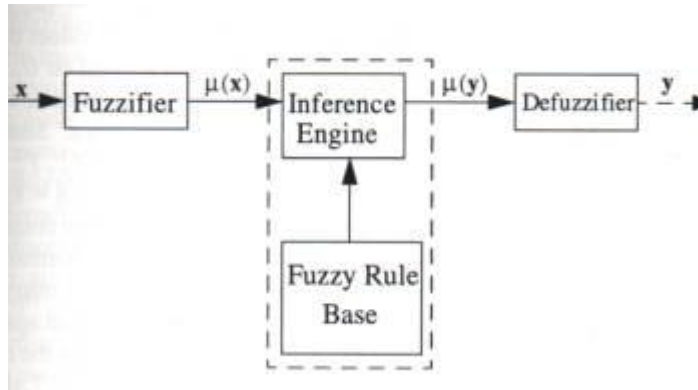 x
Fuzzifier
μ(x)
Inference
Engine
μ(y)
Defuzzifier
y
Fuzzy Rule
Base